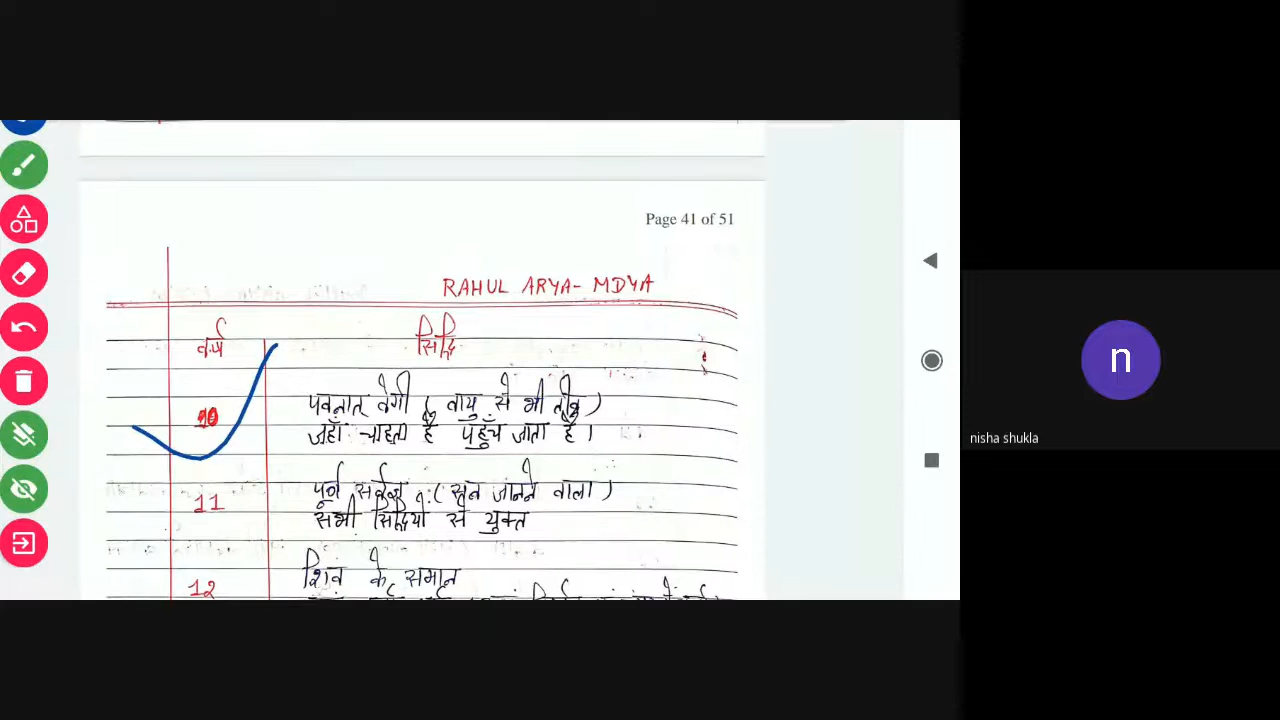 Page 41 of 51
RAHUL ARYA- MDYA
वर्ष सिद्धि
10 पवनात् वेगी ( वायु से भी तीव्र )
जहाँ चाहता है पहुँच जाता है ।
11 पूर्ण सर्वज्ञ :( सब जानने वाला )
सभी सिद्धियों से युक्त
12 शिव के समान
n
nisha shukla